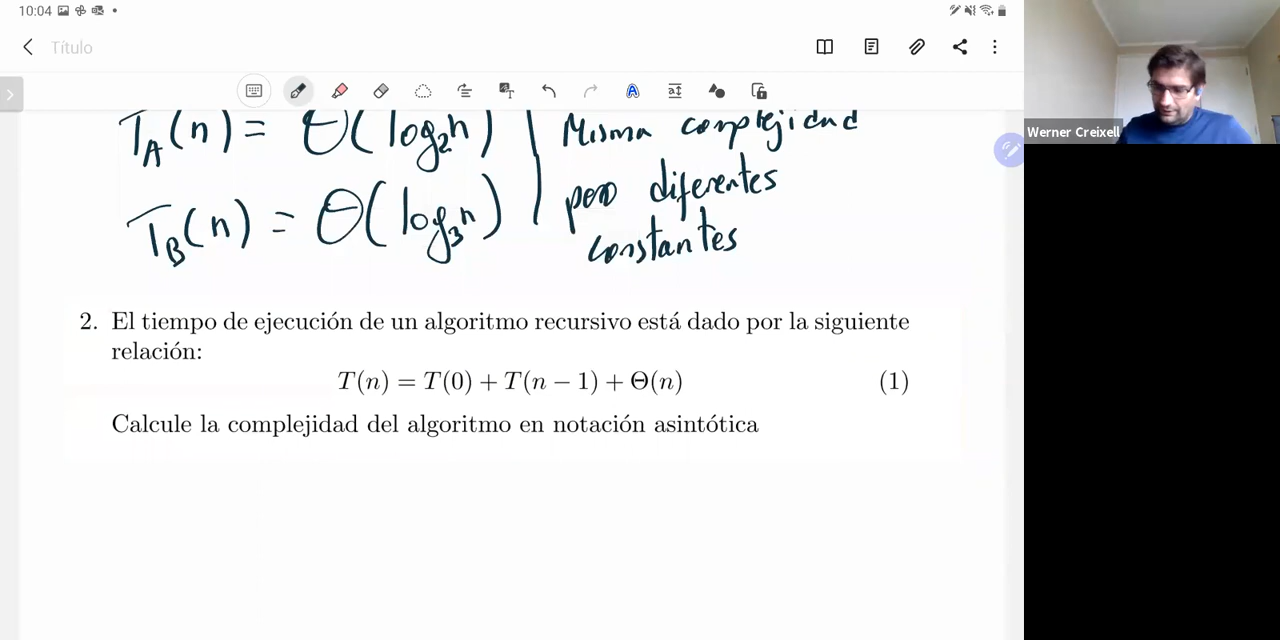 10:04
Título
T_A(n) = Θ(log_2 n) | Misma complejidad
T_B(n) = Θ(log_3 n) | pero diferentes
constantes
Werner Creixell
2. El tiempo de ejecución de un algoritmo recursivo está dado por la siguiente
relación:
T(n) = T(0) + T(n − 1) + Θ(n) (1)
Calcule la complejidad del algoritmo en notación asintótica